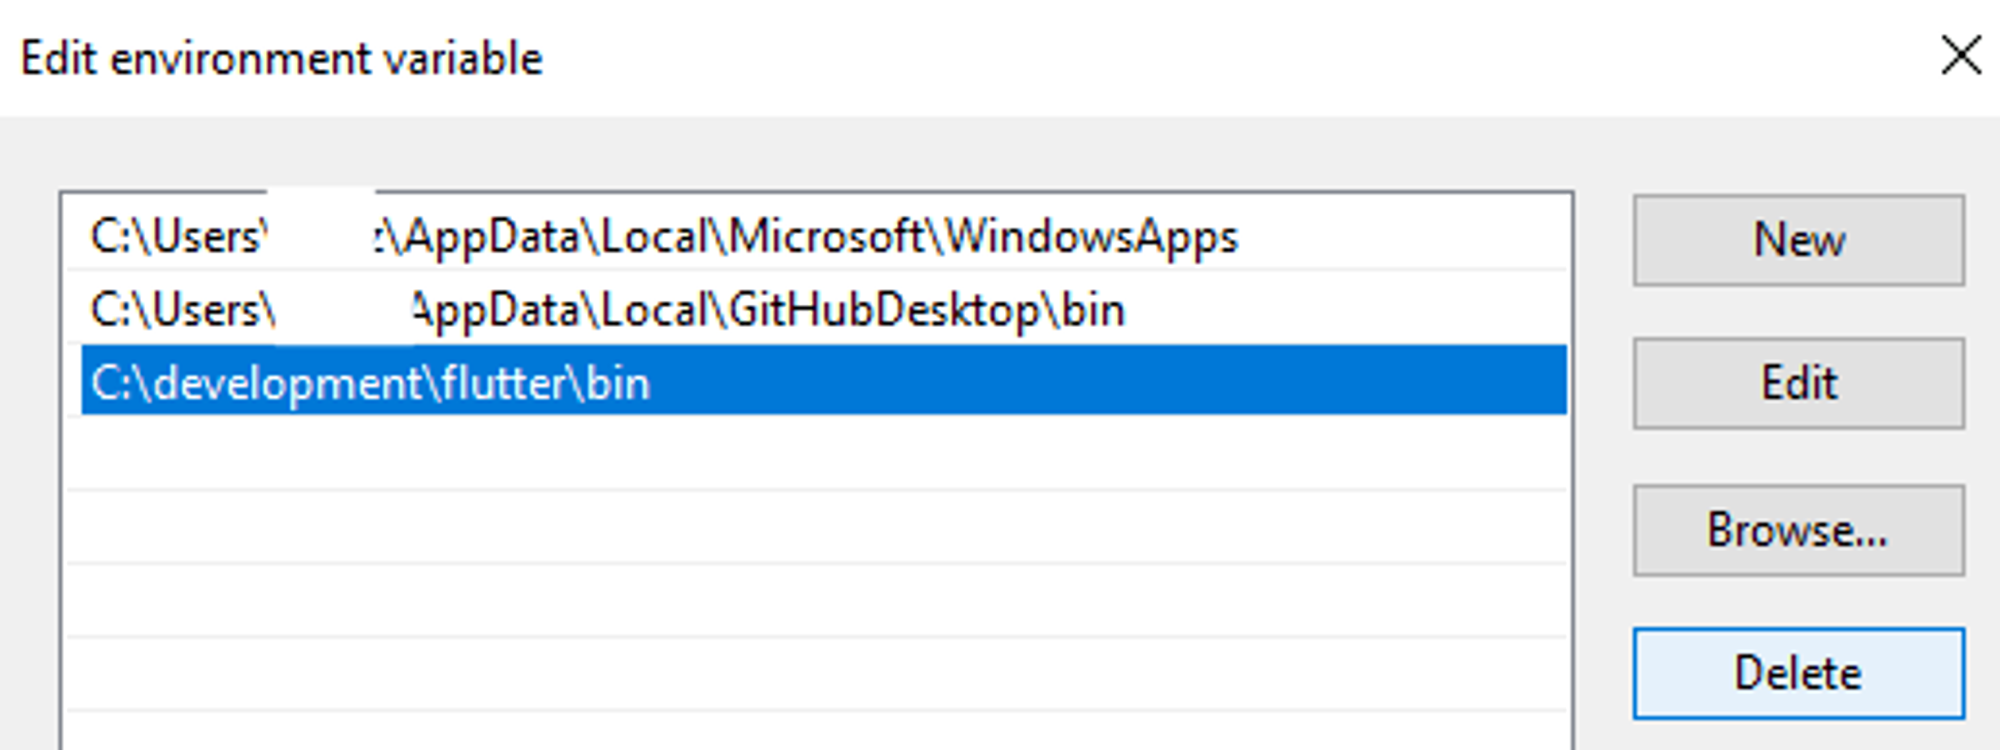 Edit environment variable
C:\Users\ \AppData\Local\Microsoft\WindowsApps
C:\Users\ AppData\Local\GitHubDesktop\bin
C:\development\flutter\bin
New
Edit
Browse...
Delete